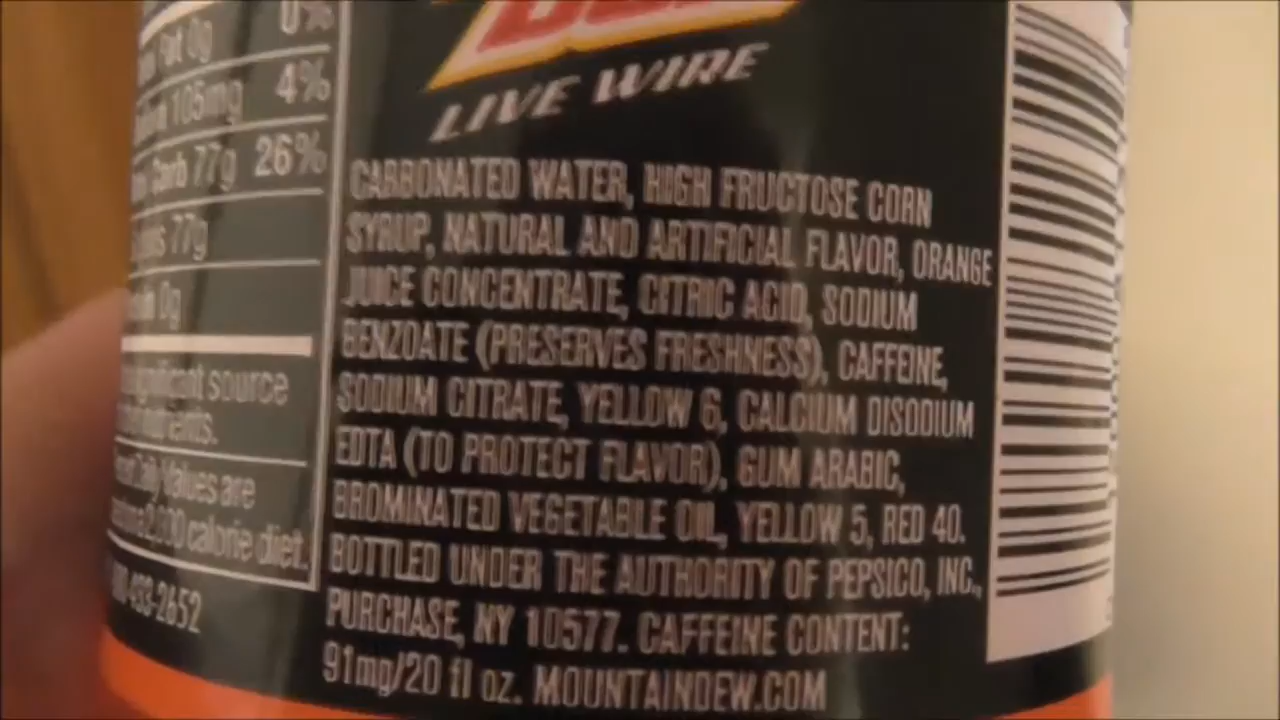 0%
0g
105mg 4%
Carb 77g 26%
77g
0g
significant source
Values are
2,000 calorie diet.
433-2652
LIVE WIRE
CARBONATED WATER, HIGH FRUCTOSE CORN
SYRUP, NATURAL AND ARTIFICIAL FLAVOR, ORANGE
JUICE CONCENTRATE, CITRIC ACID, SODIUM
BENZOATE (PRESERVES FRESHNESS), CAFFEINE,
SODIUM CITRATE, YELLOW 6, CALCIUM DISODIUM
EDTA (TO PROTECT FLAVOR), GUM ARABIC,
BROMINATED VEGETABLE OIL, YELLOW 5, RED 40.
BOTTLED UNDER THE AUTHORITY OF PEPSICO, INC.,
PURCHASE, NY 10577. CAFFEINE CONTENT:
91mg/20 fl oz. MOUNTAINDEW.COM